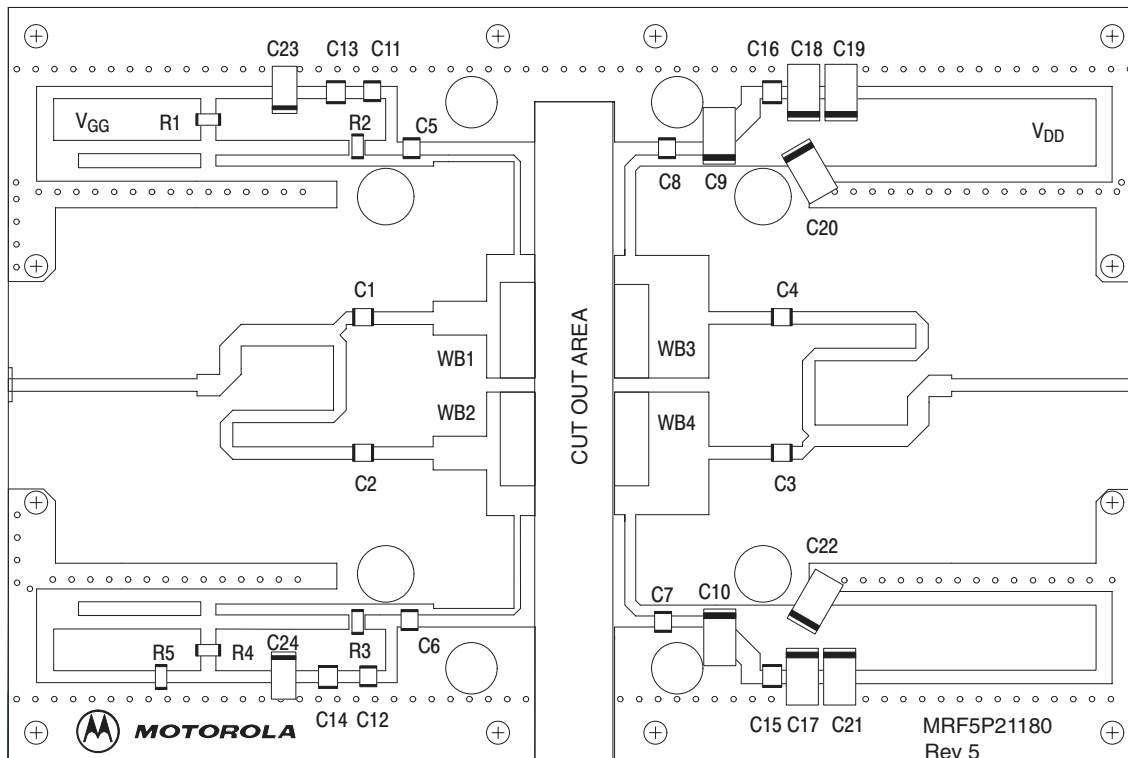 C23
C13
C11
C16
C18
C19
VGG
R1
R2
C5
C8
C9
VDD
C20
C1
C4
WB1
WB3
CUT OUT AREA
WB2
WB4
C2
C3
C22
C7
C10
C6
R5
R4
C24
R3
C14
C12
C15
C17
C21
MOTOROLA
MRF5P21180
Rev 5